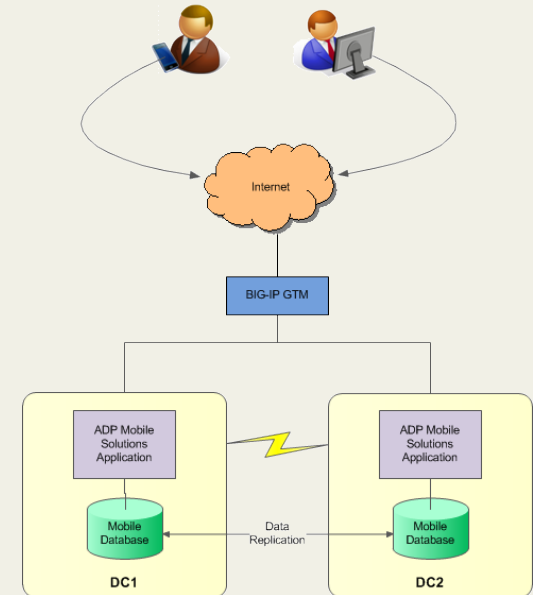 Internet
BIG-IP GTM
ADP Mobile
Solutions
Application
ADP Mobile
Solutions
Application
Mobile
Database
Data
Replication
Mobile
Database
DC1
DC2